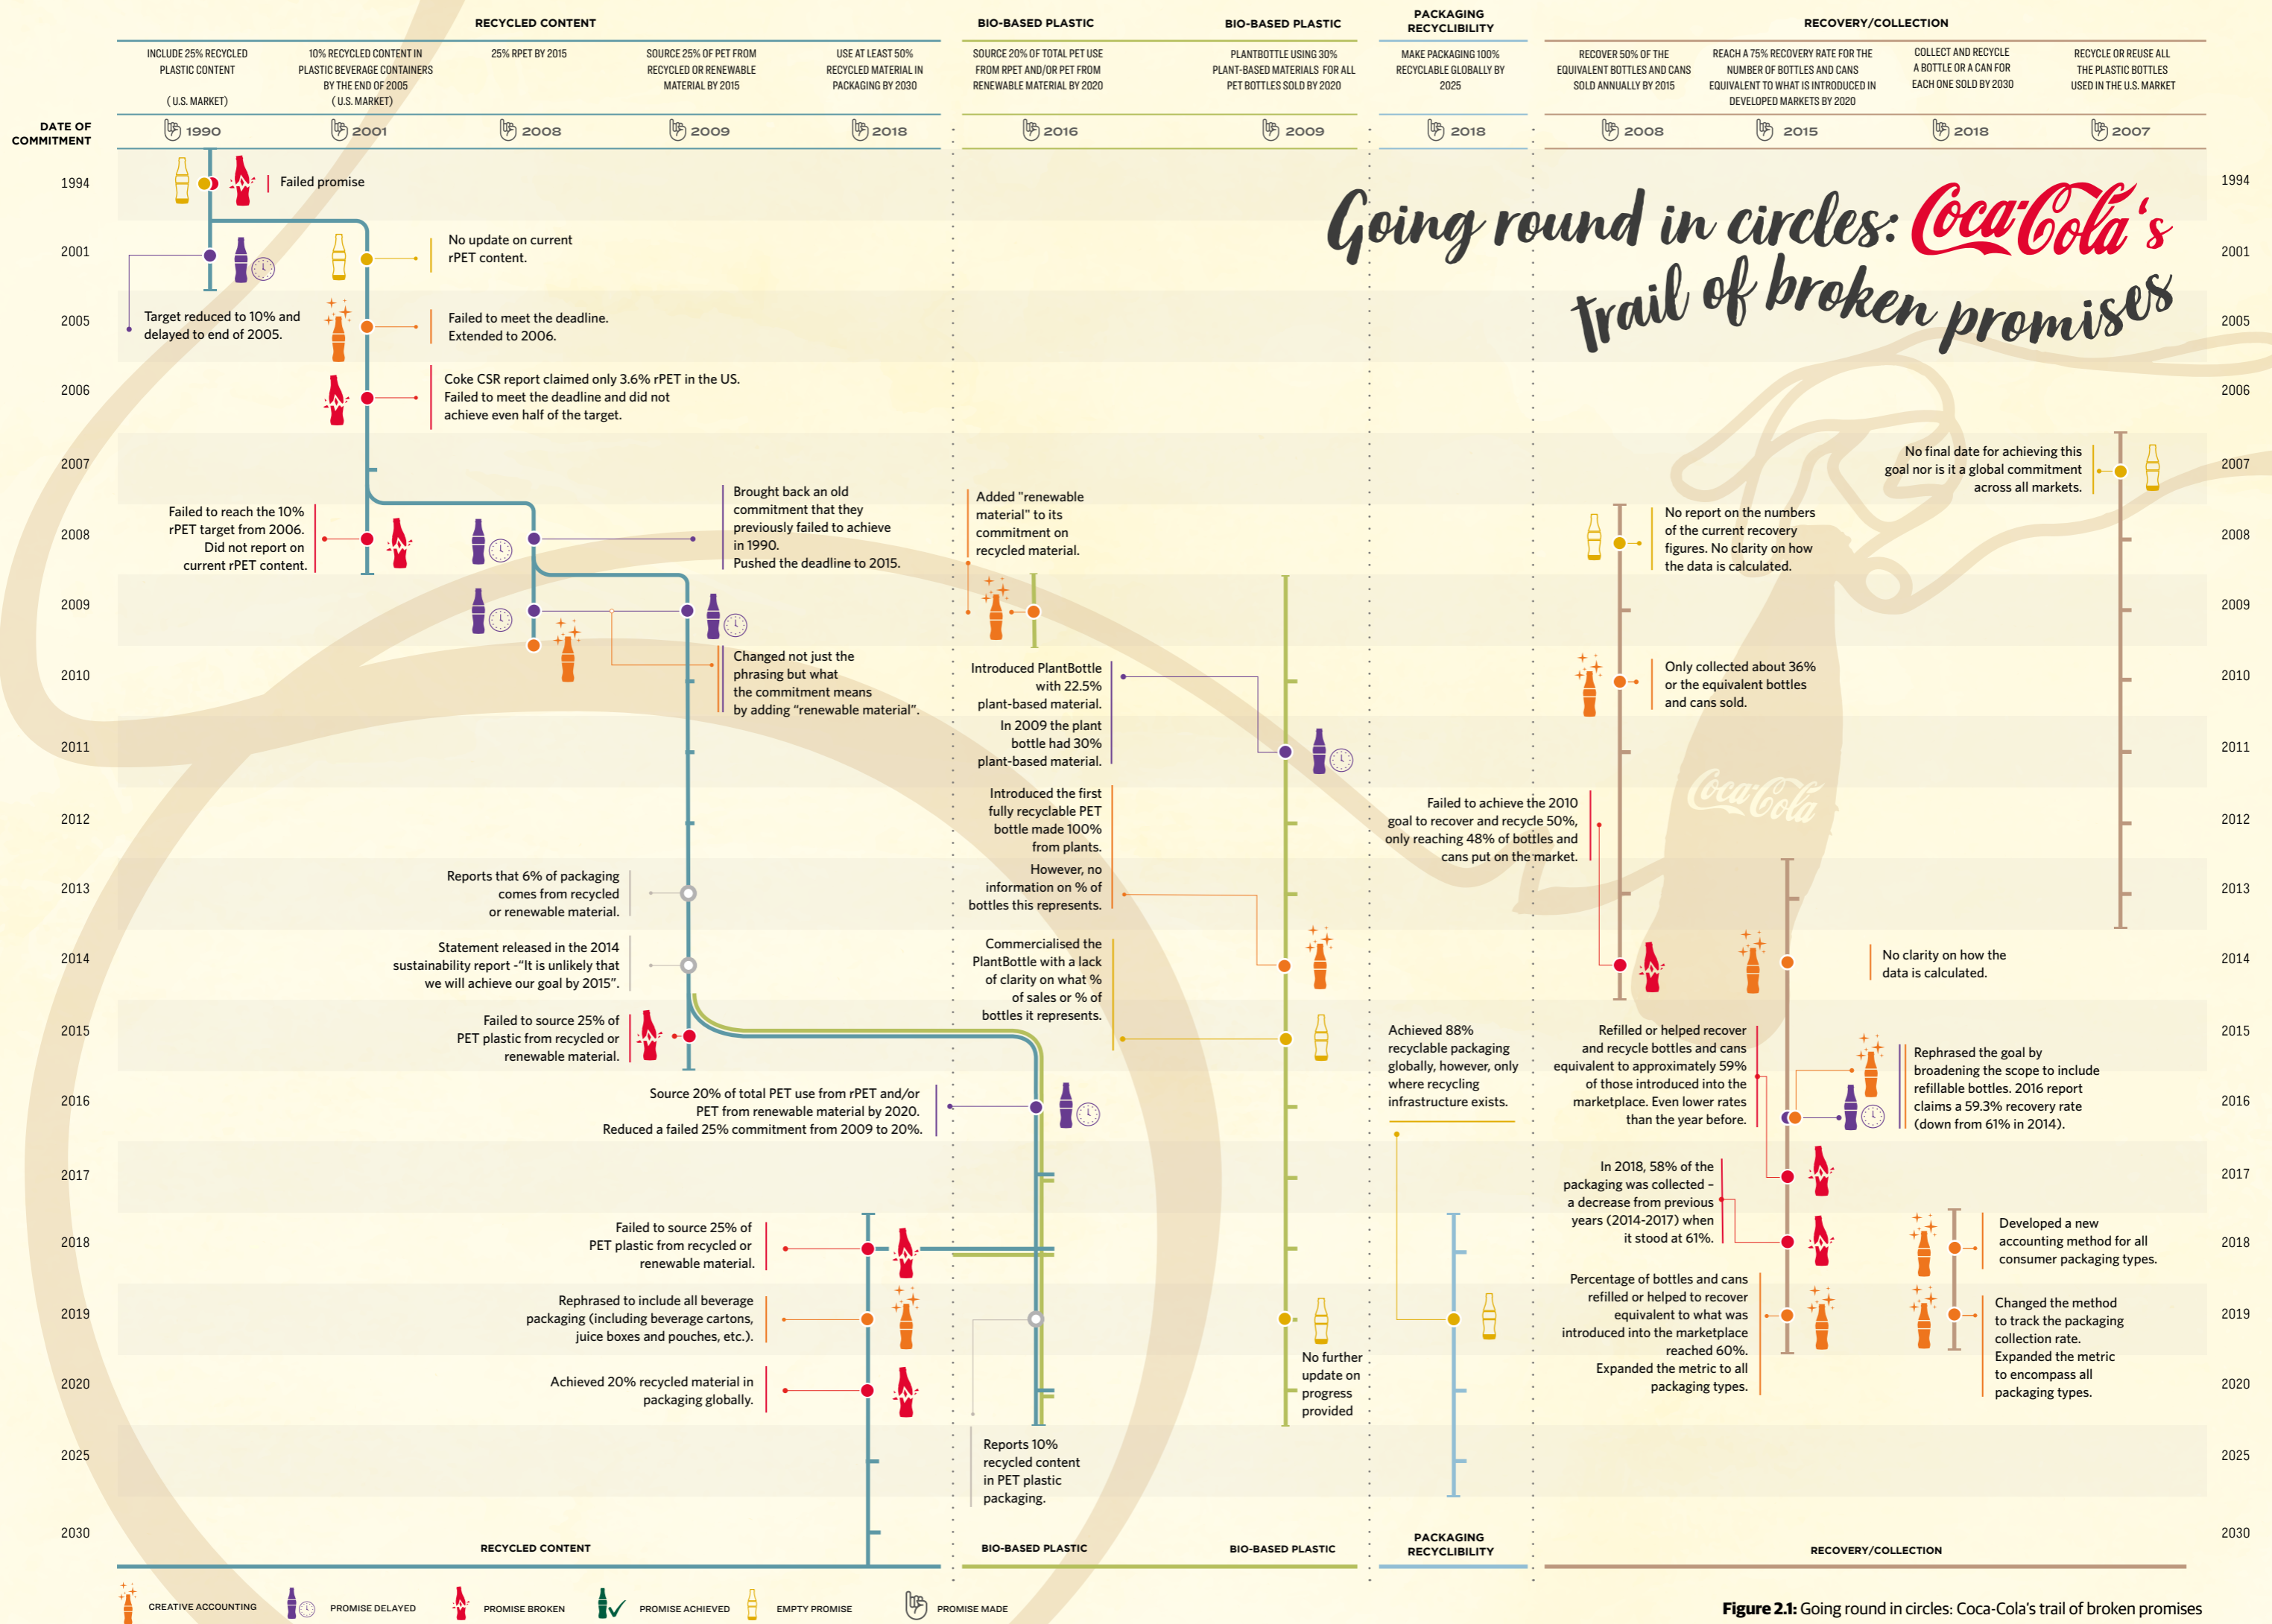 RECYCLED CONTENT
BIO-BASED PLASTIC
BIO-BASED PLASTIC
PACKAGING
RECYCLIBILITY
RECOVERY/COLLECTION
INCLUDE 25% RECYCLED
PLASTIC CONTENT
( U.S. MARKET)
10% RECYCLED CONTENT IN
PLASTIC BEVERAGE CONTAINERS
BY THE END OF 2005
( U.S. MARKET)
25% RPET BY 2015
SOURCE 25% OF PET FROM
RECYCLED OR RENEWABLE
MATERIAL BY 2015
USE AT LEAST 50%
RECYCLED MATERIAL IN
PACKAGING BY 2030
SOURCE 20% OF TOTAL PET USE
FROM RPET AND/OR PET FROM
RENEWABLE MATERIAL BY 2020
PLANTBOTTLE USING 30%
PLANT-BASED MATERIALS FOR ALL
PET BOTTLES SOLD BY 2020
MAKE PACKAGING 100%
RECYCLABLE GLOBALLY BY
2025
RECOVER 50% OF THE
EQUIVALENT BOTTLES AND CANS
SOLD ANNUALLY BY 2015
REACH A 75% RECOVERY RATE FOR THE
NUMBER OF BOTTLES AND CANS
EQUIVALENT TO WHAT IS INTRODUCED IN
DEVELOPED MARKETS BY 2020
COLLECT AND RECYCLE
A BOTTLE OR A CAN FOR
EACH ONE SOLD BY 2030
RECYCLE OR REUSE ALL
THE PLASTIC BOTTLES
USED IN THE U.S. MARKET
DATE OF
COMMITMENT
1990
2001
2008
2009
2018
2016
2009
2018
2008
2015
2018
2007
Going round in circles: Coca-Cola's
trail of broken promises
1994
Failed promise
1994
2001
No update on current
rPET content.
2001
Target reduced to 10% and
delayed to end of 2005.
2005
Failed to meet the deadline.
Extended to 2006.
2005
2006
Coke CSR report claimed only 3.6% rPET in the US.
Failed to meet the deadline and did not
achieve even half of the target.
2006
2007
No final date for achieving this
goal nor is it a global commitment
across all markets.
2007
2008
Failed to reach the 10%
rPET target from 2006.
Did not report on
current rPET content.
Brought back an old
commitment that they
previously failed to achieve
in 1990.
Pushed the deadline to 2015.
Added "renewable
material" to its
commitment on
recycled material.
No report on the numbers
of the current recovery
figures. No clarity on how
the data is calculated.
2008
2009
2009
2010
Changed not just the
phrasing but what
the commitment means
by adding “renewable material”.
Introduced PlantBottle
with 22.5%
plant-based material.
In 2009 the plant
bottle had 30%
plant-based material.
Only collected about 36%
or the equivalent bottles
and cans sold.
2010
2011
2011
2012
Introduced the first
fully recyclable PET
bottle made 100%
from plants.
However, no
information on % of
bottles this represents.
Failed to achieve the 2010
goal to recover and recycle 50%,
only reaching 48% of bottles and
cans put on the market.
Coca-Cola
2012
2013
Reports that 6% of packaging
comes from recycled
or renewable material.
2013
2014
Statement released in the 2014
sustainability report -“It is unlikely that
we will achieve our goal by 2015”.
Commercialised the
PlantBottle with a lack
of clarity on what %
of sales or % of
bottles it represents.
No clarity on how the
data is calculated.
2014
2015
Failed to source 25% of
PET plastic from recycled or
renewable material.
Achieved 88%
recyclable packaging
globally, however, only
where recycling
infrastructure exists.
Refilled or helped recover
and recycle bottles and cans
equivalent to approximately 59%
of those introduced into the
marketplace. Even lower rates
than the year before.
Rephrased the goal by
broadening the scope to include
refillable bottles. 2016 report
claims a 59.3% recovery rate
(down from 61% in 2014).
2015
2016
Source 20% of total PET use from rPET and/or
PET from renewable material by 2020.
Reduced a failed 25% commitment from 2009 to 20%.
2016
2017
In 2018, 58% of the
packaging was collected –
a decrease from previous
years (2014-2017) when
it stood at 61%.
2017
2018
Failed to source 25% of
PET plastic from recycled or
renewable material.
Developed a new
accounting method for all
consumer packaging types.
2018
2019
Rephrased to include all beverage
packaging (including beverage cartons,
juice boxes and pouches, etc.).
Percentage of bottles and cans
refilled or helped to recover
equivalent to what was
introduced into the marketplace
reached 60%.
Expanded the metric to all
packaging types.
Changed the method
to track the packaging
collection rate.
Expanded the metric
to encompass all
packaging types.
2019
2020
Achieved 20% recycled material in
packaging globally.
No further
update on
progress
provided
2020
2025
Reports 10%
recycled content
in PET plastic
packaging.
2025
2030
2030
RECYCLED CONTENT
BIO-BASED PLASTIC
BIO-BASED PLASTIC
PACKAGING
RECYCLIBILITY
RECOVERY/COLLECTION
CREATIVE ACCOUNTING
PROMISE DELAYED
PROMISE BROKEN
PROMISE ACHIEVED
EMPTY PROMISE
PROMISE MADE
Figure 2.1: Going round in circles: Coca-Cola’s trail of broken promises